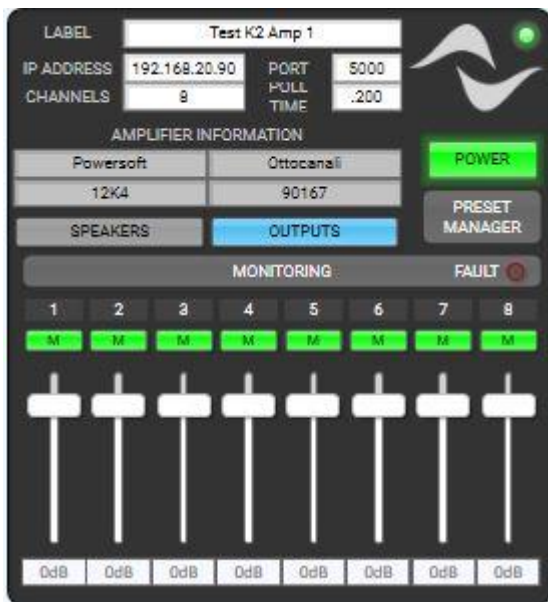 LABEL Test K2 Amp 1
IP ADDRESS 192.168.20.90 PORT 5000
CHANNELS 8 POLL TIME .200
AMPLIFIER INFORMATION
Powersoft Ottocanali
12K4 90167
POWER
PRESET MANAGER
SPEAKERS OUTPUTS
MONITORING FAULT
1 2 3 4 5 6 7 8
M M M M M M M M
0dB 0dB 0dB 0dB 0dB 0dB 0dB 0dB